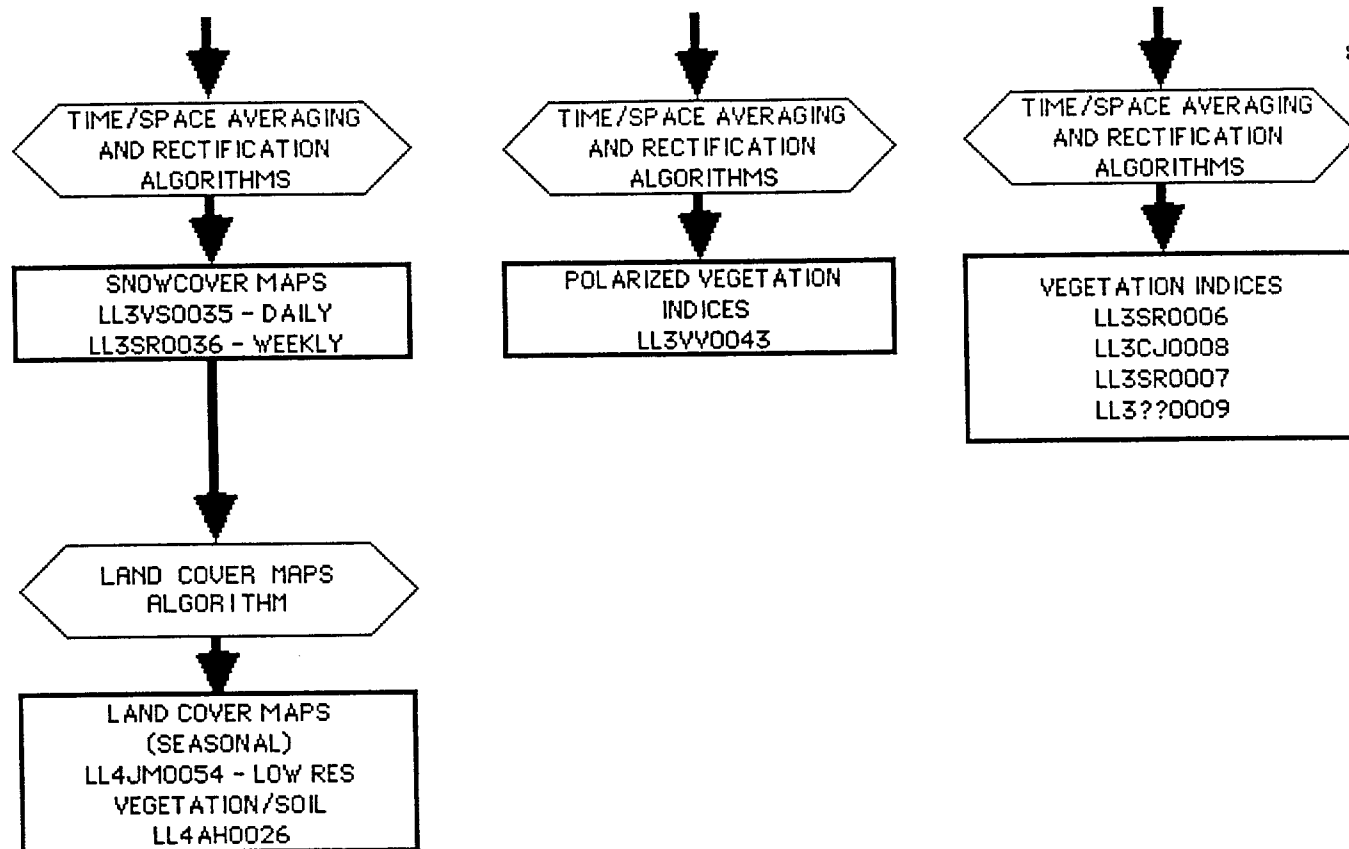 TIME/SPACE AVERAGING
AND RECTIFICATION
ALGORITHMS
SNOWCOVER MAPS
LL3VS0035 - DAILY
LL3SR0036 - WEEKLY
LAND COVER MAPS
ALGORITHM
LAND COVER MAPS
(SEASONAL)
LL4JM0054 - LOW RES
VEGETATION/SOIL
LL4AH0026
TIME/SPACE AVERAGING
AND RECTIFICATION
ALGORITHMS
POLARIZED VEGETATION
INDICES
LL3VV0043
TIME/SPACE AVERAGING
AND RECTIFICATION
ALGORITHMS
VEGETATION INDICES
LL3SR0006
LL3CJ0008
LL3SR0007
LL3??0009